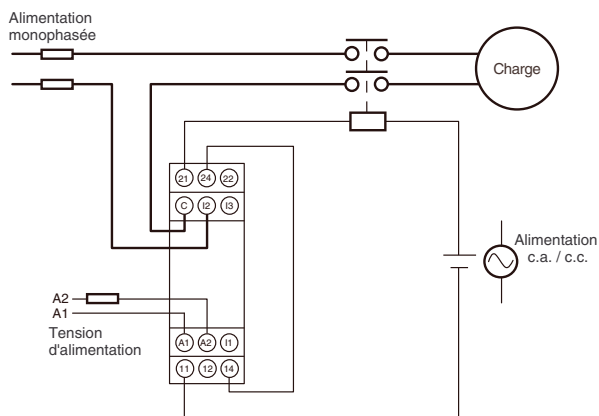 Alimentation
monophasée
Charge
21 24 22
C I2 I3
Alimentation
c.a. / c.c.
A2
A1
Tension
d'alimentation
A1 A2 I1
11 12 14